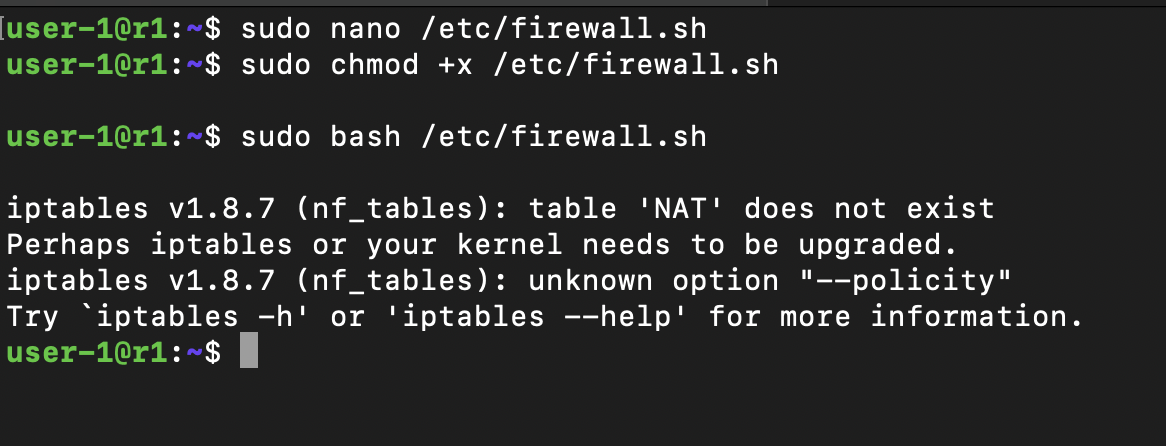 user-1@r1:~$ sudo nano /etc/firewall.sh
user-1@r1:~$ sudo chmod +x /etc/firewall.sh
user-1@r1:~$ sudo bash /etc/firewall.sh
iptables v1.8.7 (nf_tables): table 'NAT' does not exist
Perhaps iptables or your kernel needs to be upgraded.
iptables v1.8.7 (nf_tables): unknown option "--policity"
Try `iptables -h' or 'iptables --help' for more information.
user-1@r1:~$